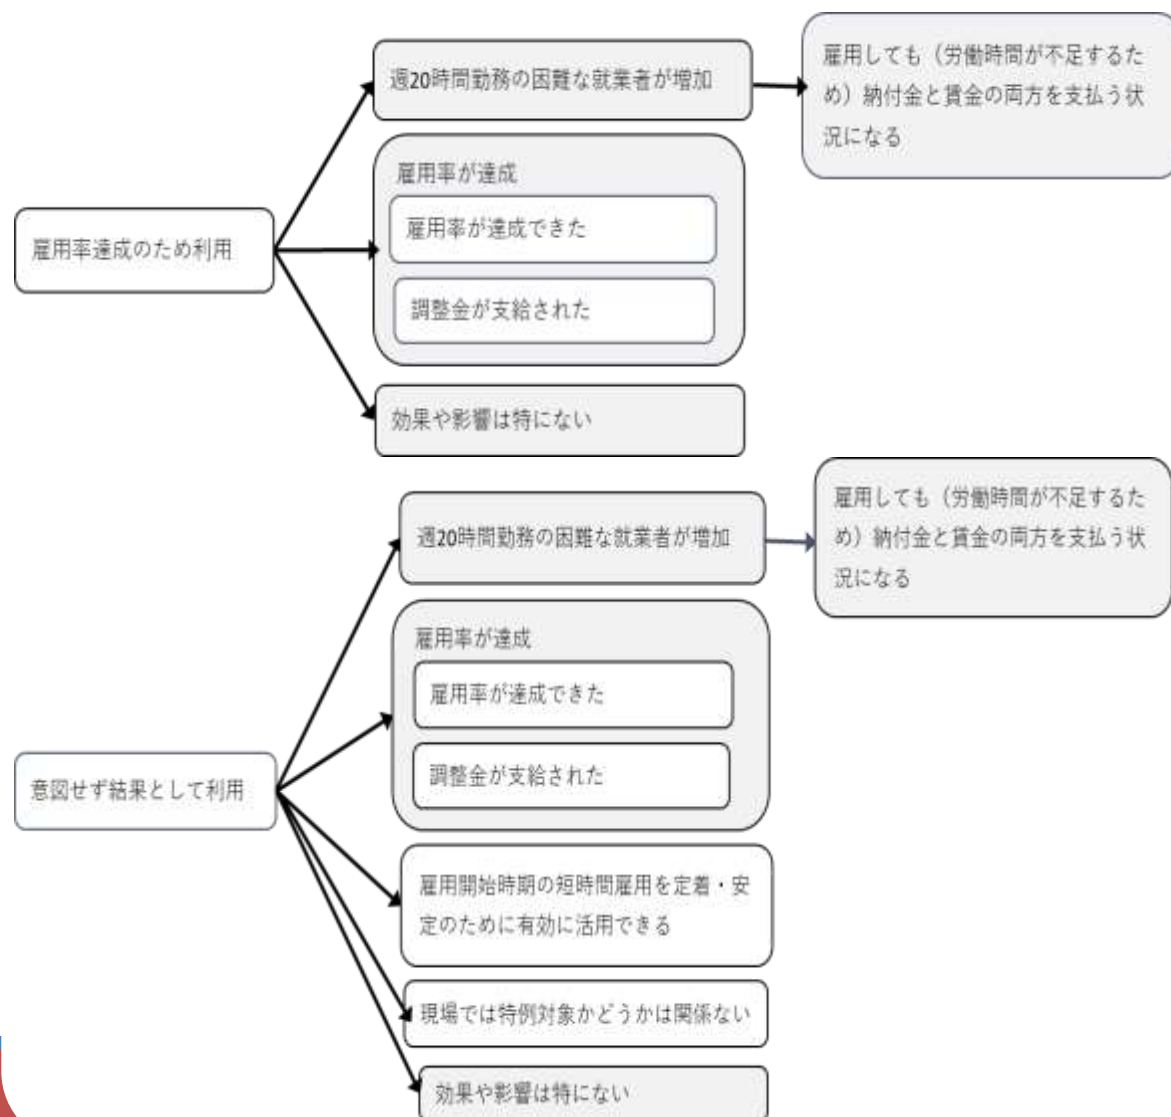 週20時間勤務の困難な就業者が増加
雇用しても（労働時間が不足するた
め）納付金と賃金の両方を支払う状
況になる
雇用率が達成
雇用率が達成できた
雇用率達成のため利用
調整金が支給された
効果や影響は特にない
週20時間勤務の困難な就業者が増加
雇用しても（労働時間が不足するた
め）納付金と賃金の両方を支払う状
況になる
雇用率が達成
雇用率が達成できた
調整金が支給された
意図せず結果として利用
雇用開始時期の短時間雇用を定着・安
定のために有効に活用できる
現場では特例対象かどうかは関係ない
効果や影響は特にない